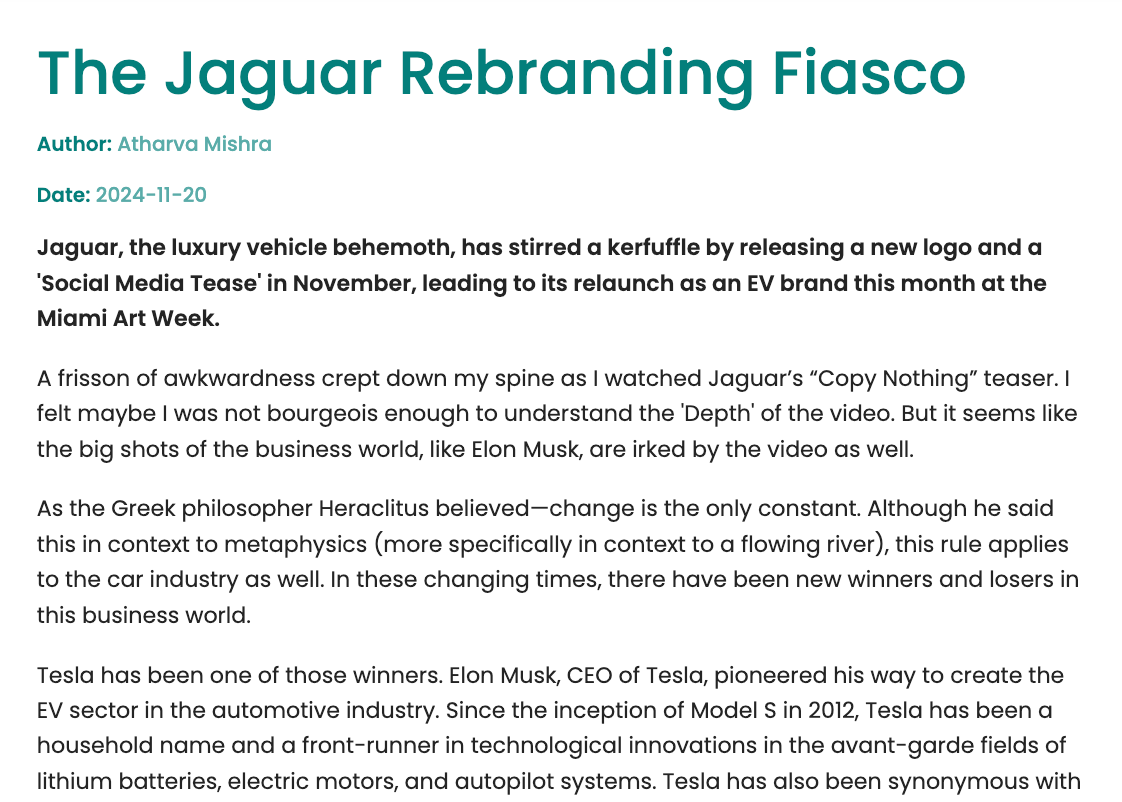 The Jaguar Rebranding Fiasco
Author: Atharva Mishra
Date: 2024-11-20
Jaguar, the luxury vehicle behemoth, has stirred a kerfuffle by releasing a new logo and a
'Social Media Tease' in November, leading to its relaunch as an EV brand this month at the
Miami Art Week.
A frisson of awkwardness crept down my spine as I watched Jaguar’s “Copy Nothing” teaser. I
felt maybe I was not bourgeois enough to understand the 'Depth' of the video. But it seems like
the big shots of the business world, like Elon Musk, are irked by the video as well.
As the Greek philosopher Heraclitus believed—change is the only constant. Although he said
this in context to metaphysics (more specifically in context to a flowing river), this rule applies
to the car industry as well. In these changing times, there have been new winners and losers in
this business world.
Tesla has been one of those winners. Elon Musk, CEO of Tesla, pioneered his way to create the
EV sector in the automotive industry. Since the inception of Model S in 2012, Tesla has been a
household name and a front-runner in technological innovations in the avant-garde fields of
lithium batteries, electric motors, and autopilot systems. Tesla has also been synonymous with